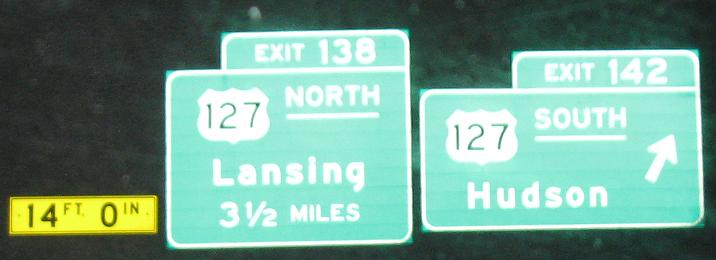 14 FT. 0 IN.
EXIT 138
127 NORTH
Lansing
3 1/2 MILES
EXIT 142
127 SOUTH
Hudson